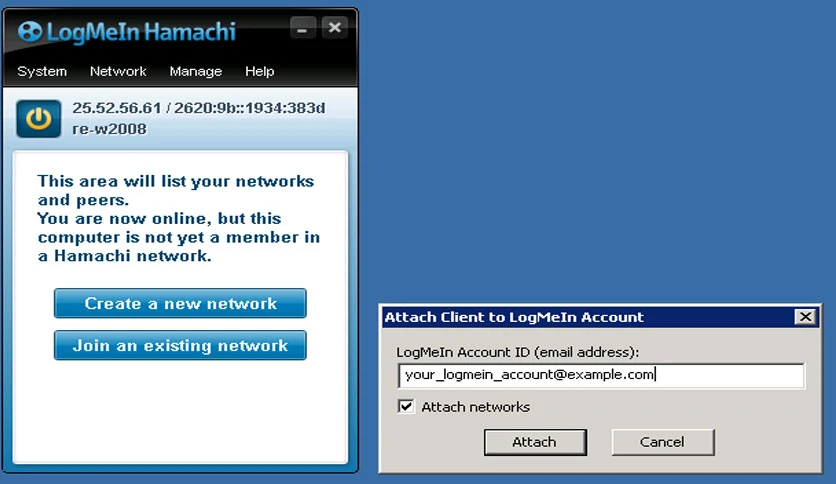 LogMeIn Hamachi
System Network Manage Help
25.52.56.61 / 2620:9b::1934:383d
re-w2008
This area will list your networks
and peers.
You are now online, but this
computer is not yet a member in
a Hamachi network.
Create a new network
Join an existing network
Attach Client to LogMeIn Account
LogMeIn Account ID (email address):
your_logmein_account@example.com
Attach networks
Attach Cancel